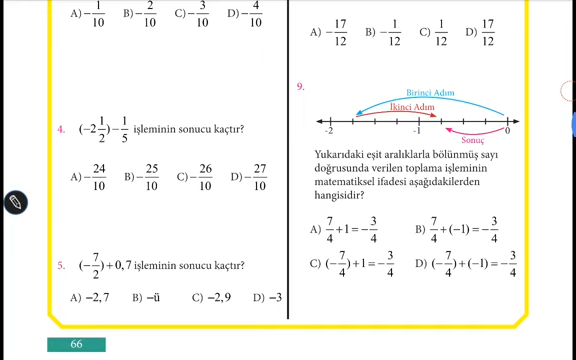 A) −1/10 B) −2/10 C) −3/10 D) −4/10
4. (−2 1/2) − 1/5 işleminin sonucu kaçtır?
A) −24/10 B) −25/10 C) −26/10 D) −27/10
5. (−7/2) + 0,7 işleminin sonucu kaçtır?
A) −2,7 B) −ü C) −2,9 D) −3
66
A) −17/12 B) −1/12 C) 1/12 D) 17/12
9.
Birinci Adım
İkinci Adım
-2 -1 0
Sonuç
Yukarıdaki eşit aralıklarla bölünmüş sayı
doğrusunda verilen toplama işleminin
matematiksel ifadesi aşağıdakilerden
hangisidir?
A) 7/4 + 1 = −3/4 B) 7/4 + (−1) = −3/4
C) (−7/4) + 1 = −3/4 D) (−7/4) + (−1) = −3/4